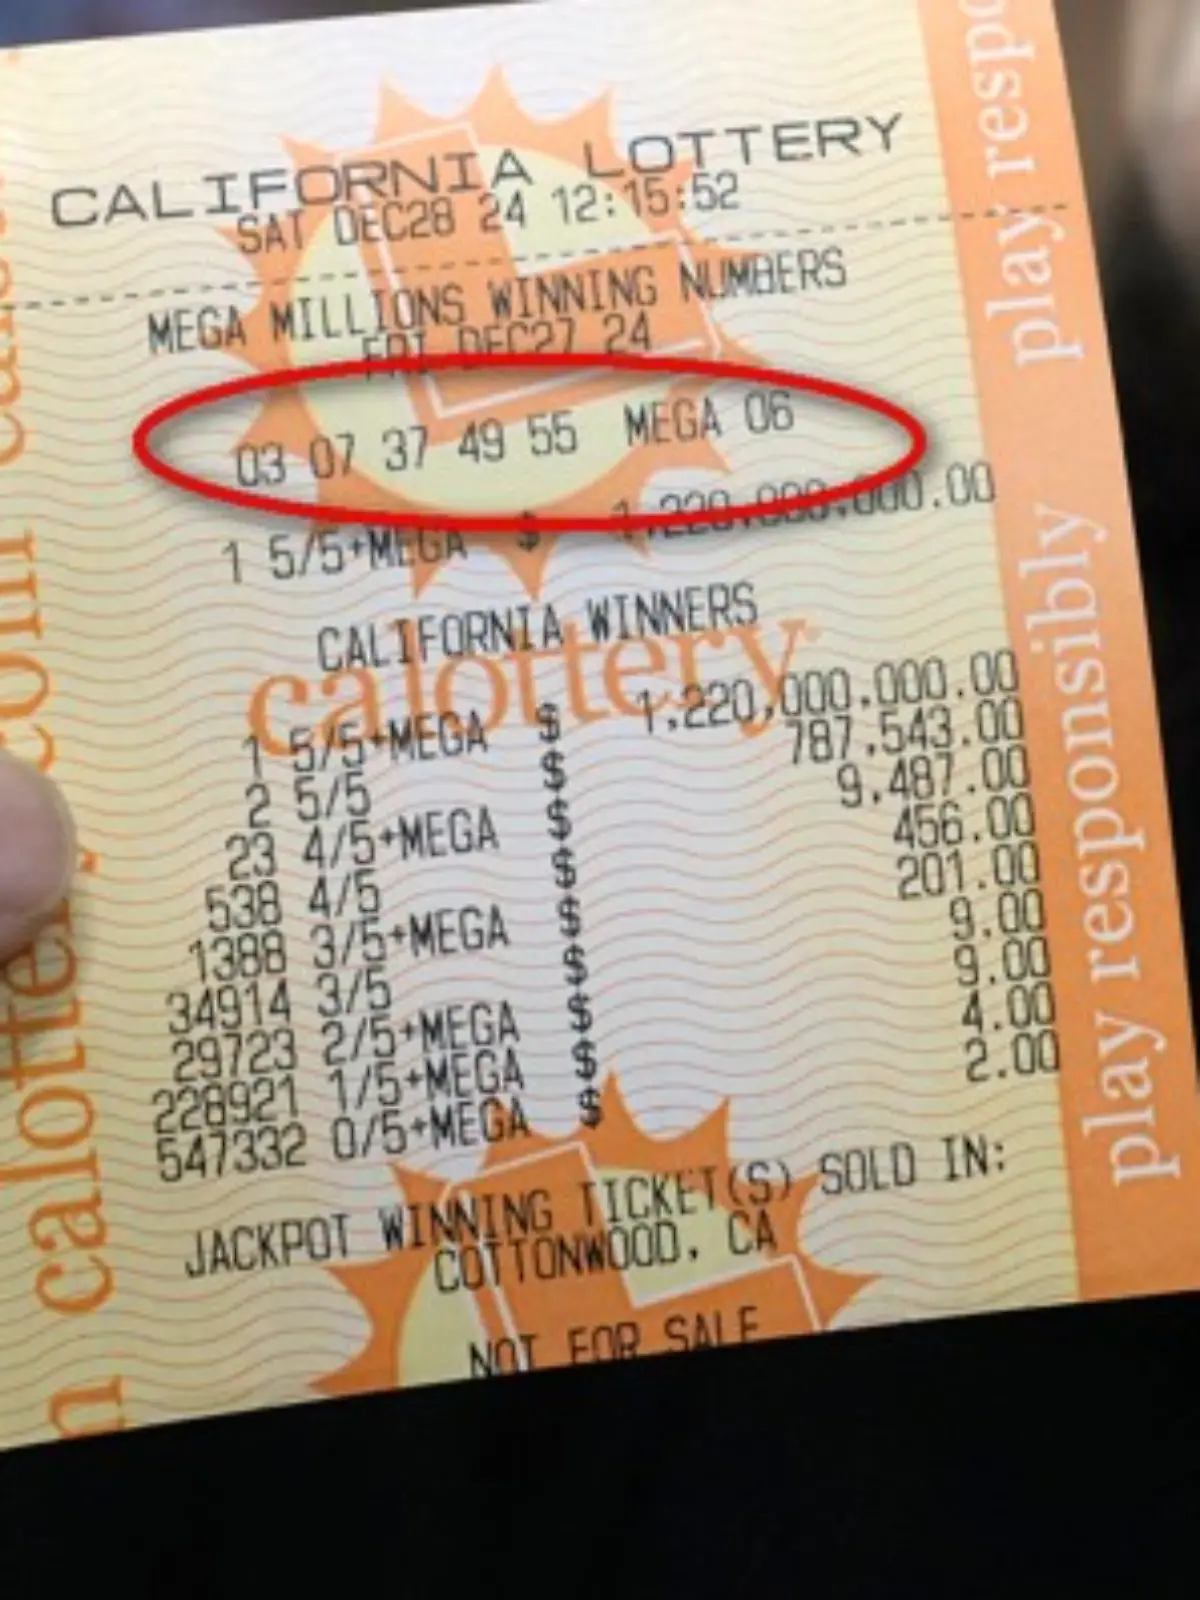 CALIFORNIA LOTTERY
SAT DEC28 24 12:15:52
MEGA MILLIONS WINNING NUMBERS
FRI DEC27 24
03 07 37 49 55 MEGA 06
1 5/5+MEGA $ 1,220,000,000.00
CALIFORNIA WINNERS
calottery
1 5/5+MEGA $ 1,220,000,000.00
2 5/5 $ 787,543.00
23 4/5+MEGA $ 9,487.00
538 4/5 $ 456.00
1388 3/5+MEGA $ 201.00
34914 3/5 $ 9.00
29723 2/5+MEGA $ 9.00
228921 1/5+MEGA $ 4.00
547332 0/5+MEGA $ 2.00
JACKPOT WINNING TICKET(S) SOLD IN:
COTTONWOOD, CA
NOT FOR SALE
play responsibly
play respo
calottery.com